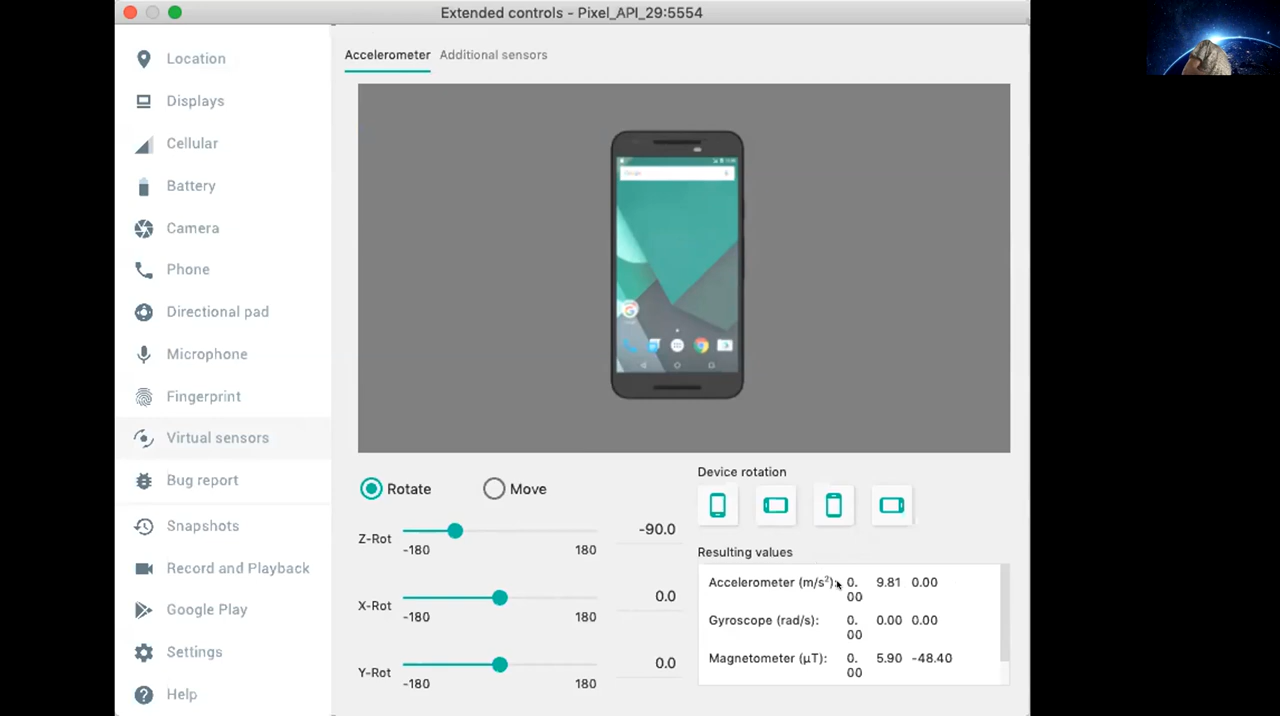 Extended controls - Pixel_API_29:5554
Location
Displays
Cellular
Battery
Camera
Phone
Directional pad
Microphone
Fingerprint
Virtual sensors
Bug report
Snapshots
Record and Playback
Google Play
Settings
Help
Accelerometer Additional sensors
Rotate Move
Z-Rot -90.0
-180 180
X-Rot 0.0
-180 180
Y-Rot 0.0
-180 180
Device rotation
Resulting values
Accelerometer (m/s²): 0. 9.81 0.00
00
Gyroscope (rad/s): 0. 0.00 0.00
00
Magnetometer (μT): 0. 5.90 -48.40
00